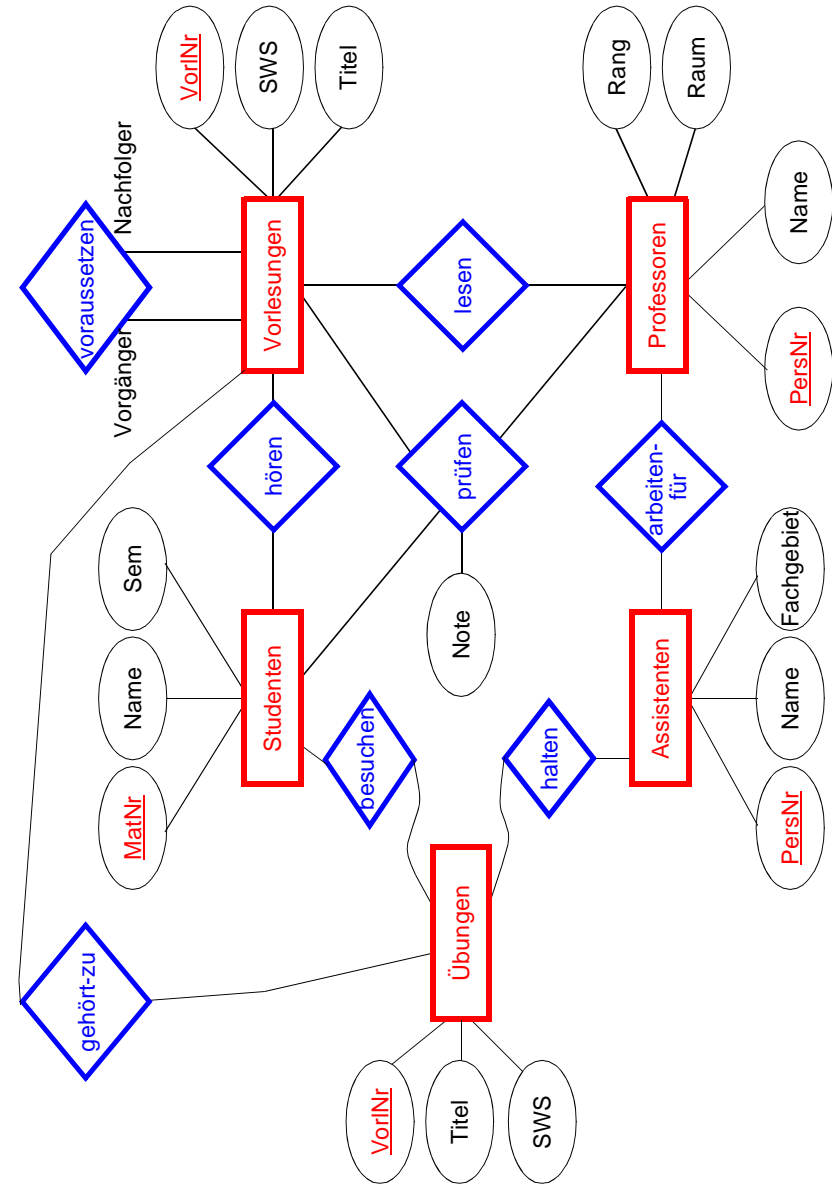 voraussetzen
Nachfolger
Vorgänger
VorlNr
SWS
Titel
gehört-zu
MatNr
Name
Sem
Studenten
hören
Vorlesungen
besuchen
VorlNr
Titel
SWS
Übungen
Note
prüfen
lesen
halten
Assistenten
arbeiten-
für
Professoren
Rang
Raum
PersNr
Name
Fachgebiet
PersNr
Name